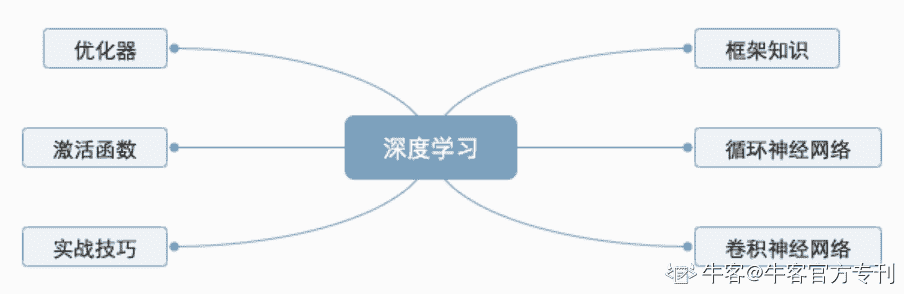 优化器
框架知识
激活函数
深度学习
循环神经网络
实战技巧
卷积神经网络
牛客@牛客官方专刊